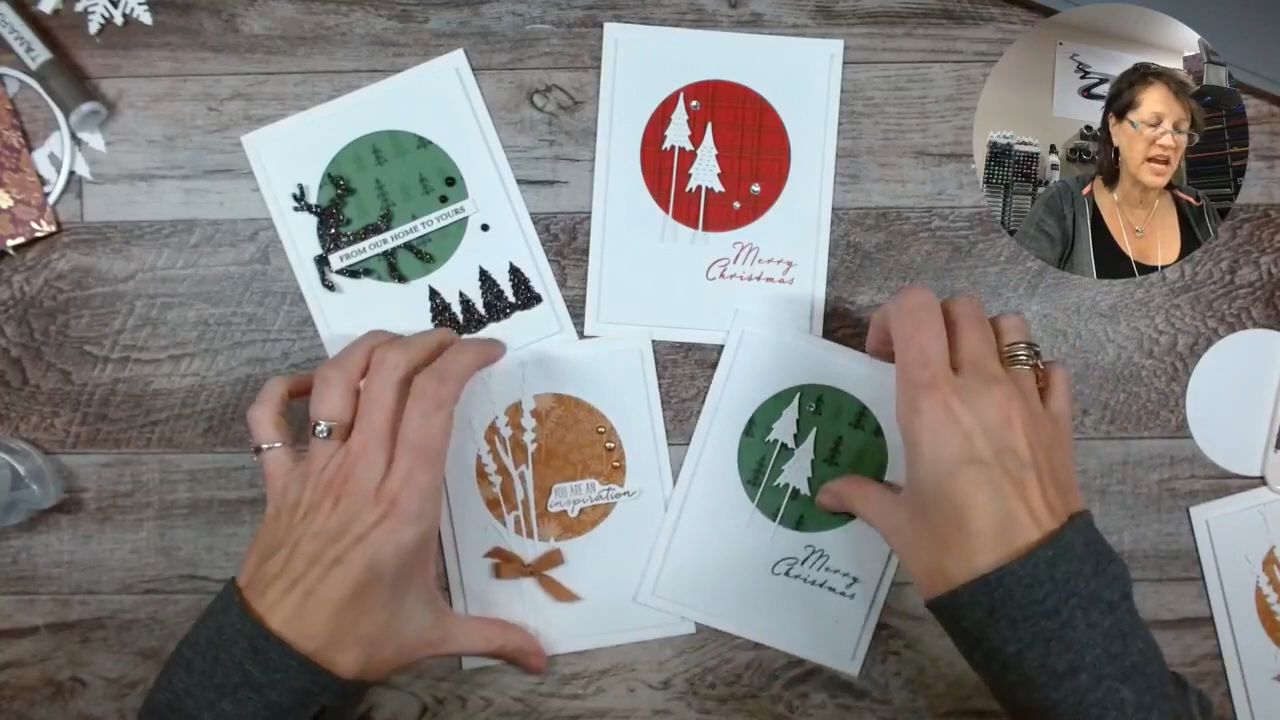 FROM OUR HOME TO YOURS
Merry
Christmas
YOU ARE AN
inspiration
Merry
Christmas